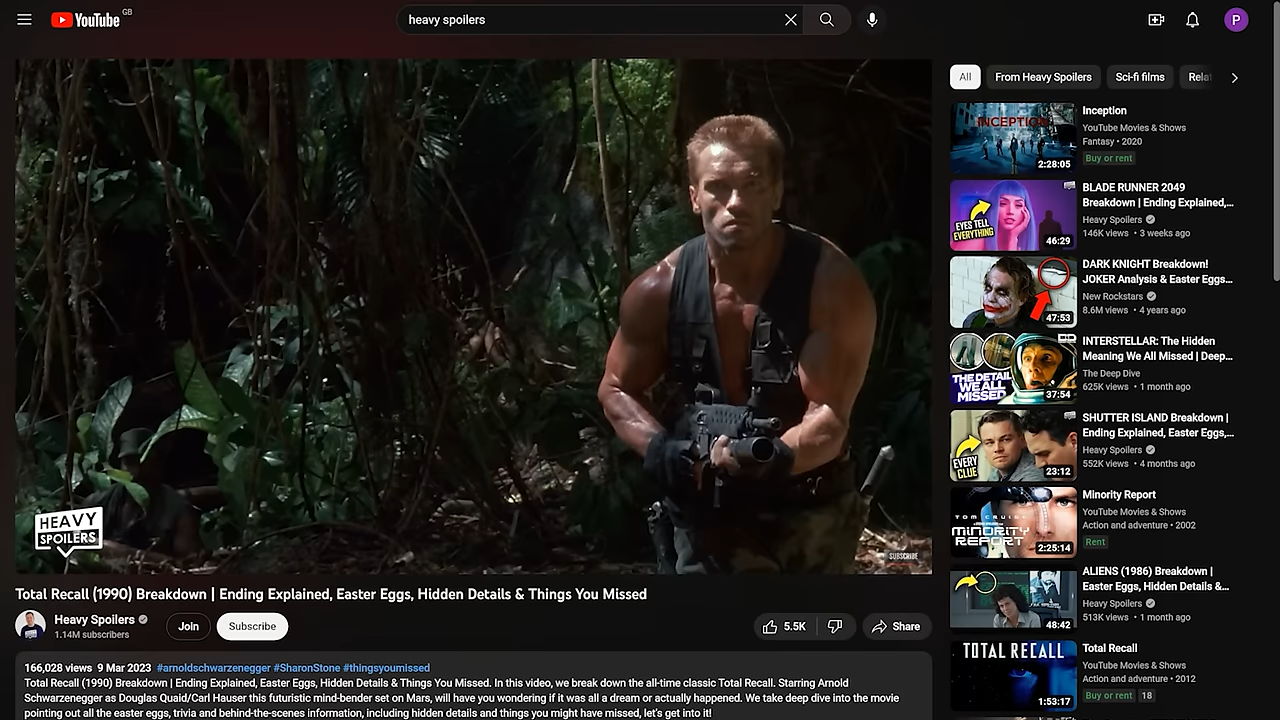 YouTube GB
heavy spoilers
P
All
From Heavy Spoilers
Sci-fi films
Rela
HEAVY
SPOILERS
SUBSCRIBE
Total Recall (1990) Breakdown | Ending Explained, Easter Eggs, Hidden Details & Things You Missed
Heavy Spoilers
1.14M subscribers
Join
Subscribe
5.5K
Share
166,028 views 9 Mar 2023 #arnoldschwarzenegger #SharonStone #thingsyoumissed
Total Recall (1990) Breakdown | Ending Explained, Easter Eggs, Hidden Details & Things You Missed. In this video, we break down the all-time classic Total Recall. Starring Arnold
Schwarzenegger as Douglas Quaid/Carl Hauser this futuristic mind-bender set on Mars, will have you wondering if it was all a dream or actually happened. We take deep dive into the movie
pointing out all the easter eggs, trivia and behind-the-scenes information, including hidden details and things you might have missed, let's get into it!
INCEPTION
2:28:05
Inception
YouTube Movies & Shows
Fantasy • 2020
Buy or rent
EYES TELL
EVERYTHING
46:29
BLADE RUNNER 2049
Breakdown | Ending Explained,...
Heavy Spoilers
146K views • 3 weeks ago
47:53
DARK KNIGHT Breakdown!
JOKER Analysis & Easter Eggs...
New Rockstars
8.6M views • 4 years ago
THE DETAIL
WE ALL
MISSED
37:54
INTERSTELLAR: The Hidden
Meaning We All Missed | Deep...
The Deep Dive
625K views • 1 month ago
EVERY
CLUE
23:12
SHUTTER ISLAND Breakdown |
Ending Explained, Easter Eggs,...
Heavy Spoilers
552K views • 4 months ago
TOM CRUISE
MINORITY
REPORT
2:25:14
Minority Report
YouTube Movies & Shows
Action and adventure • 2002
Rent
48:42
ALIENS (1986) Breakdown |
Easter Eggs, Hidden Details &...
Heavy Spoilers
513K views • 1 month ago
TOTAL RECALL
1:53:17
Total Recall
YouTube Movies & Shows
Action and adventure • 2012
Buy or rent
18